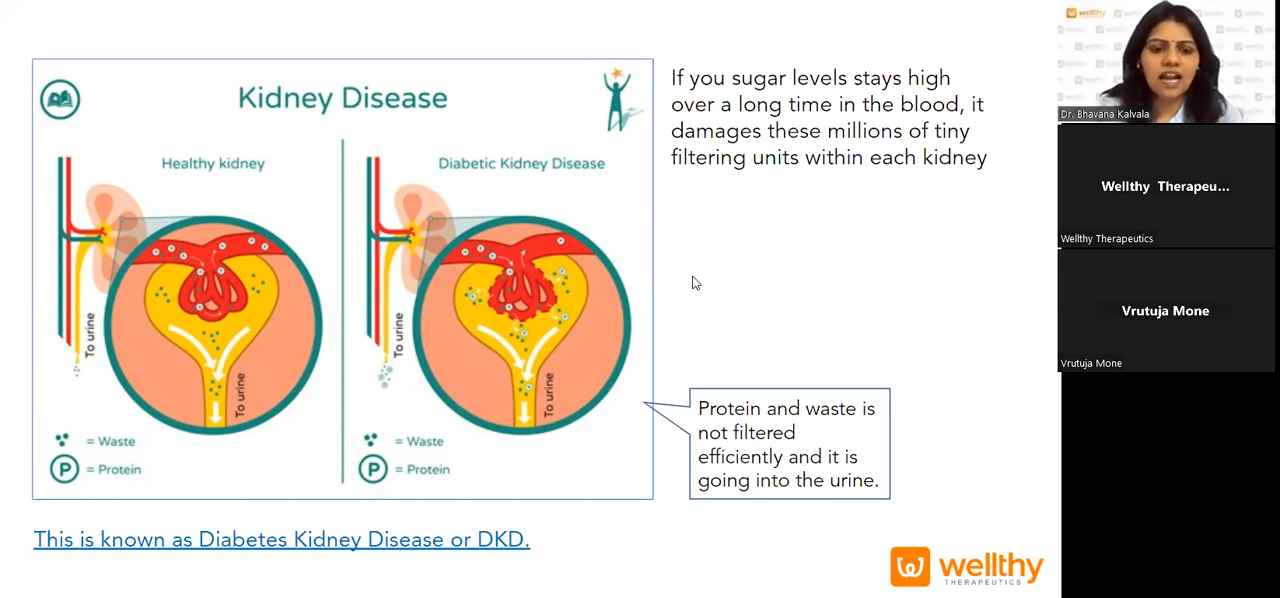 Kidney Disease
Healthy kidney
To urine
To urine
= Waste
P = Protein
Diabetic Kidney Disease
To urine
To urine
= Waste
P = Protein
If you sugar levels stays high
over a long time in the blood, it
damages these millions of tiny
filtering units within each kidney
Protein and waste is
not filtered
efficiently and it is
going into the urine.
This is known as Diabetes Kidney Disease or DKD.
wellthy
THERAPEUTICS
wellthy
Dr. Bhavana Kalvala
Wellthy Therapeu...
Wellthy Therapeutics
Vrutuja Mone
Vrutuja Mone